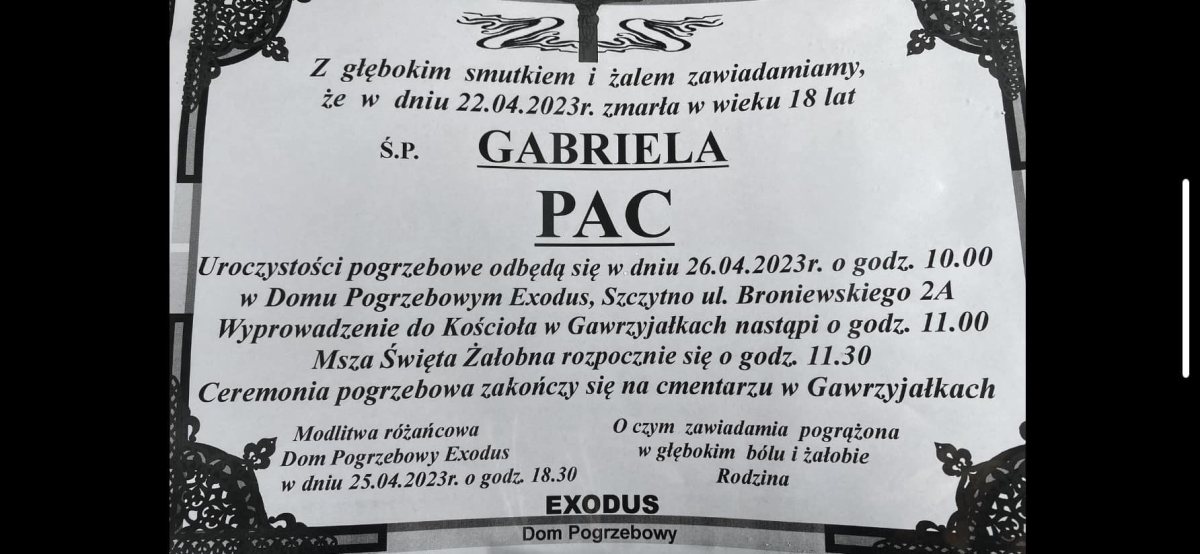 Z głębokim smutkiem i żalem zawiadamiamy,
że w dniu 22.04.2023r. zmarła w wieku 18 lat
Ś.P. GABRIELA
PAC
Uroczystości pogrzebowe odbędą się w dniu 26.04.2023r. o godz. 10.00
w Domu Pogrzebowym Exodus, Szczytno ul. Broniewskiego 2A
Wyprowadzenie do Kościoła w Gawrzyjałkach nastąpi o godz. 11.00
Msza Święta Żałobna rozpocznie się o godz. 11.30
Ceremonia pogrzebowa zakończy się na cmentarzu w Gawrzyjałkach
Modlitwa różańcowa
Dom Pogrzebowy Exodus
w dniu 25.04.2023r. o godz. 18.30
O czym zawiadamia pogrążona
w głębokim bólu i żałobie
Rodzina
EXODUS
Dom Pogrzebowy